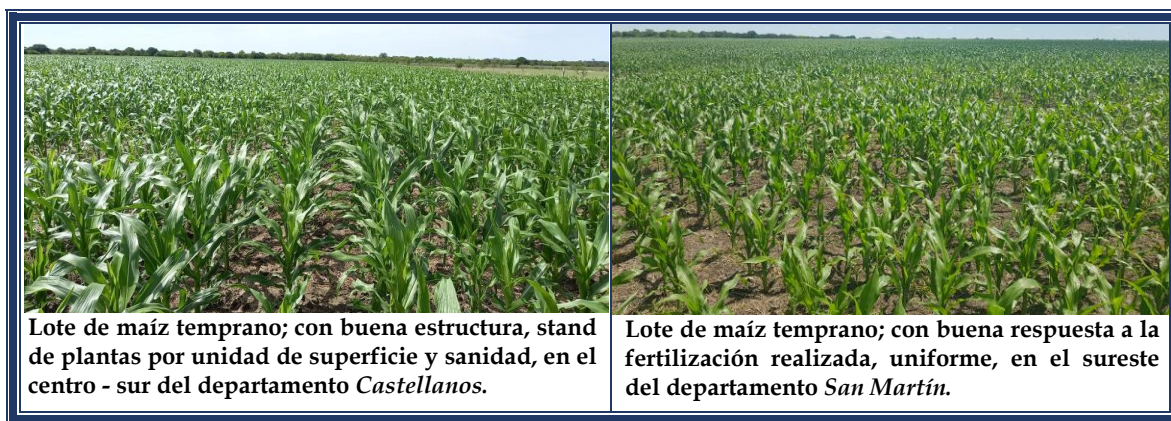 Lote de maíz temprano; con buena estructura, stand
de plantas por unidad de superficie y sanidad, en el
centro - sur del departamento Castellanos.
Lote de maíz temprano; con buena respuesta a la
fertilización realizada, uniforme, en el sureste
del departamento San Martín.